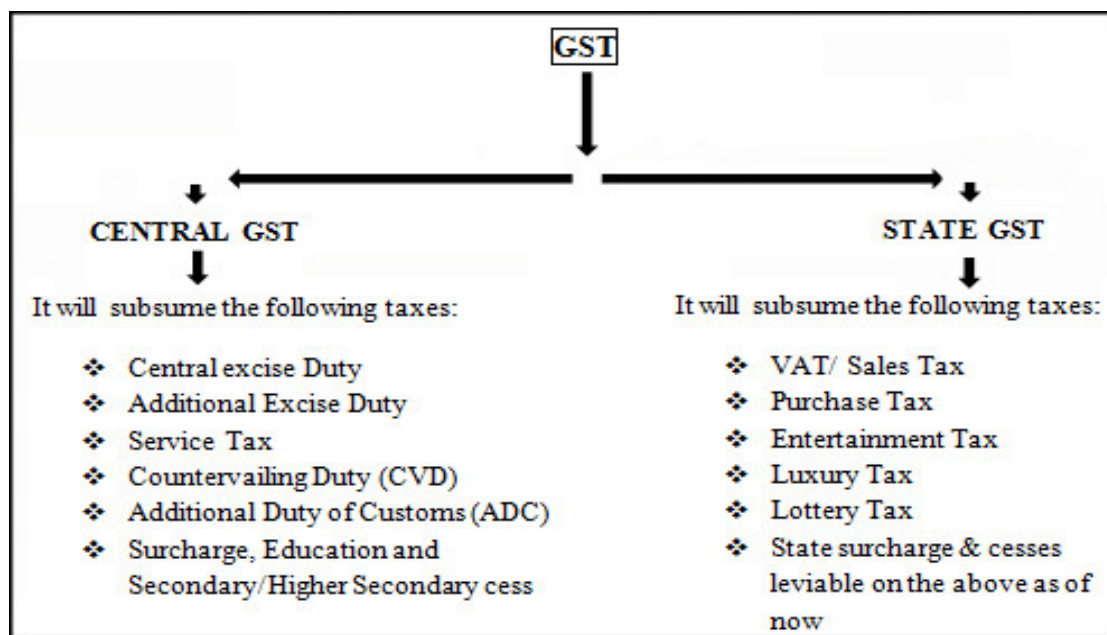 GST
CENTRAL GST
It will subsume the following taxes:
❖ Central excise Duty
❖ Additional Excise Duty
❖ Service Tax
❖ Countervailing Duty (CVD)
❖ Additional Duty of Customs (ADC)
❖ Surcharge, Education and
Secondary/Higher Secondary cess
STATE GST
It will subsume the following taxes:
❖ VAT/ Sales Tax
❖ Purchase Tax
❖ Entertainment Tax
❖ Luxury Tax
❖ Lottery Tax
❖ State surcharge & cesses
leviable on the above as of
now